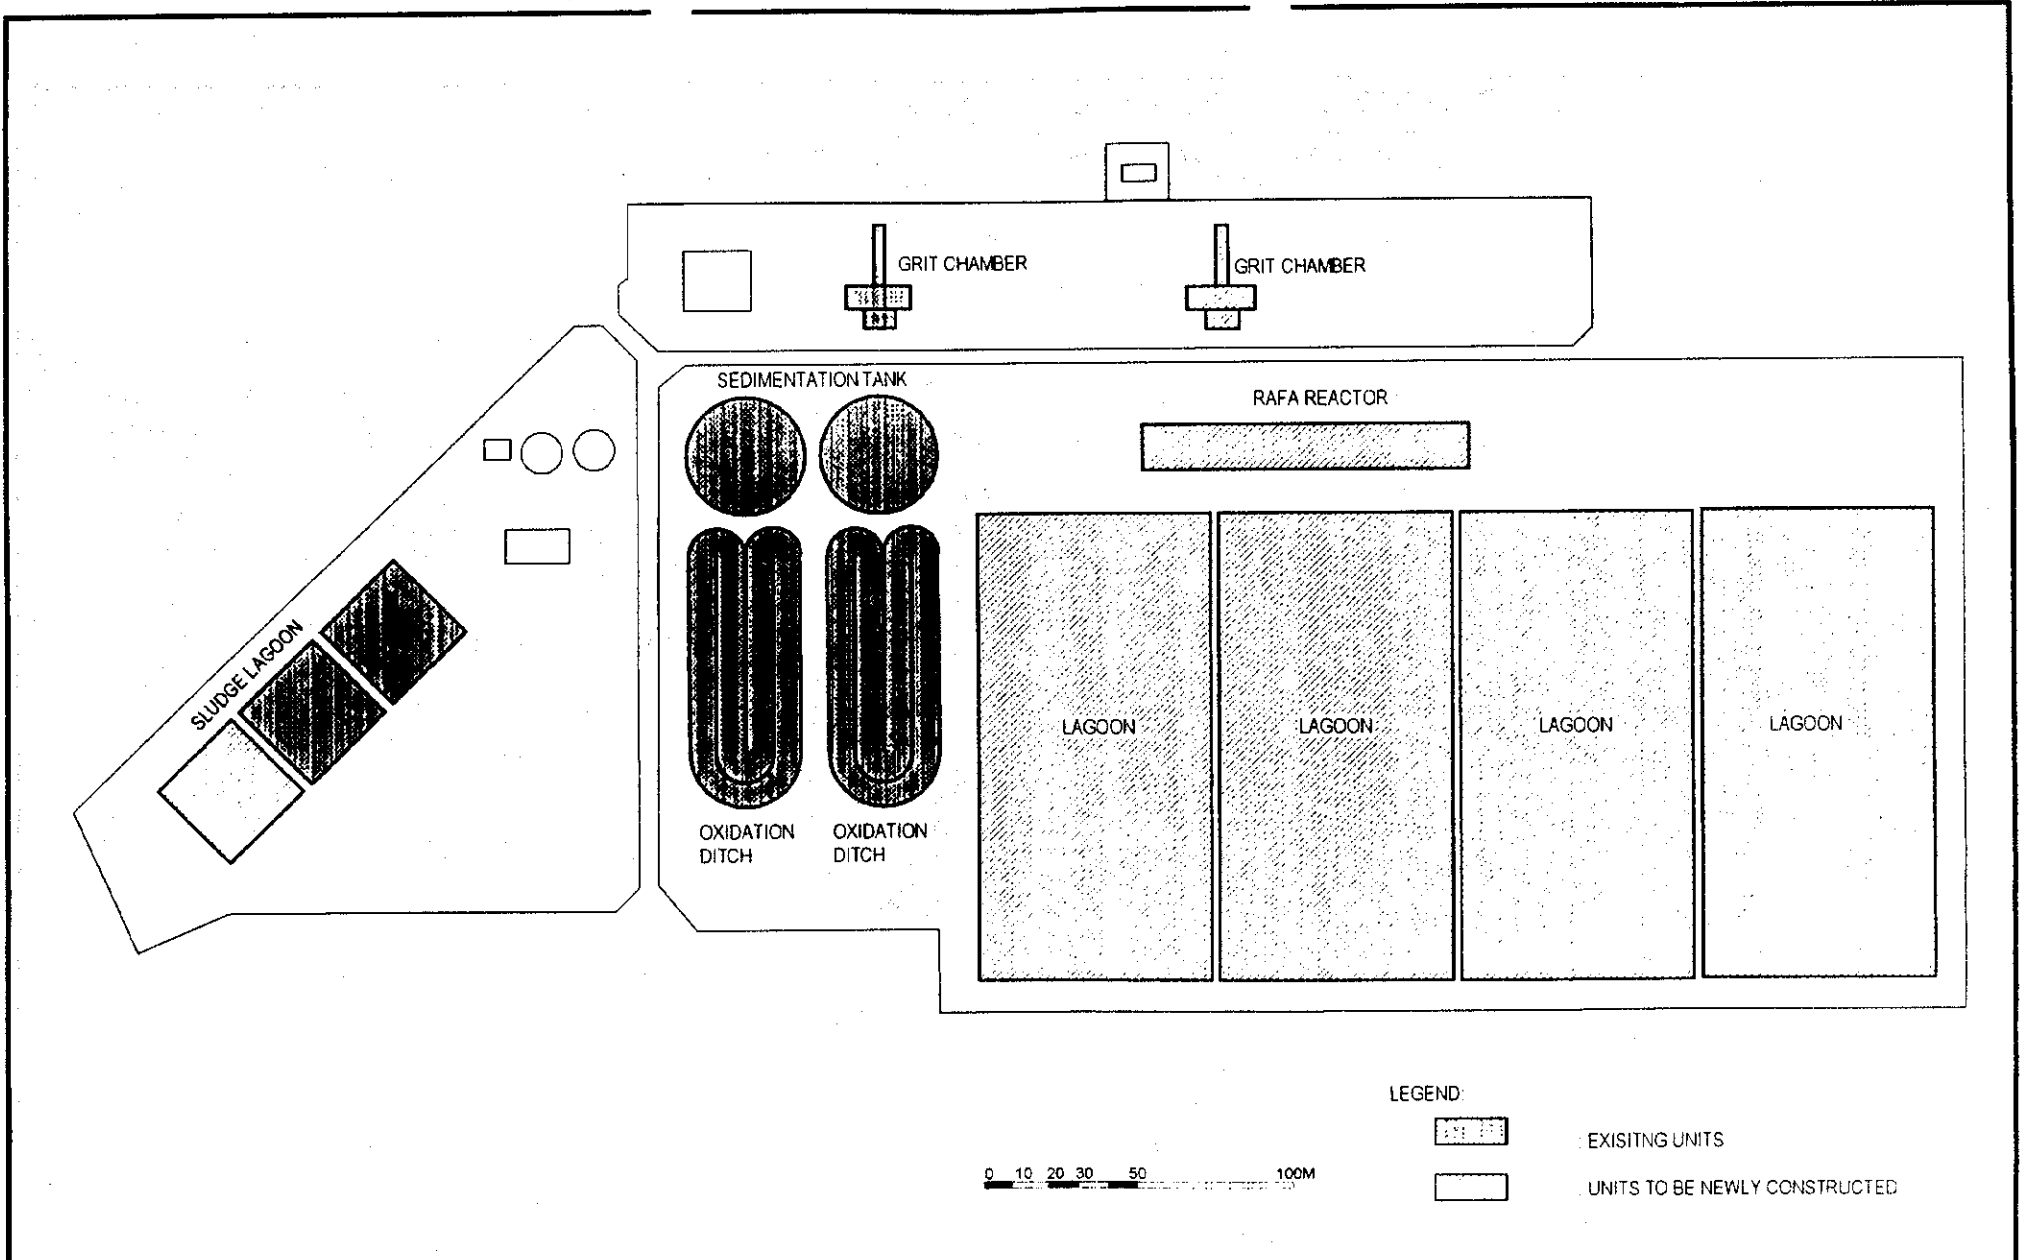 GRIT CHAMBER
GRIT CHAMBER
SEDIMENTATION TANK
RAFA REACTOR
SLUDGE LAGOON
LAGOON
LAGOON
LAGOON
LAGOON
OXIDATION
DITCH
OXIDATION
DITCH
LEGEND:
: EXISITNG UNITS
0 10 20 30 50 100M
: UNITS TO BE NEWLY CONSTRUCTED